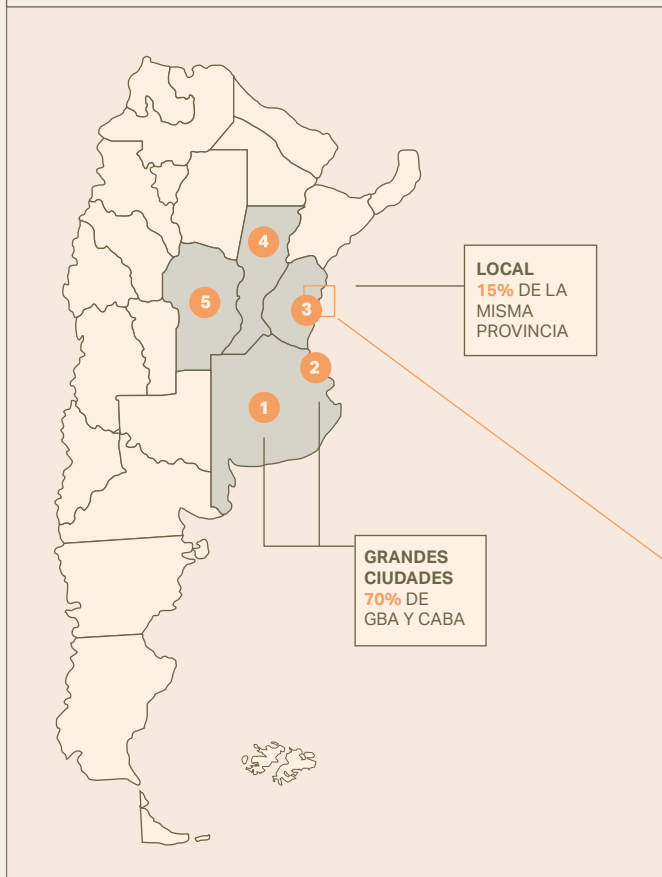 4
5
3
2
1
LOCAL
15% DE LA
MISMA
PROVINCIA
GRANDES
CIUDADES
70% DE
GBA Y CABA